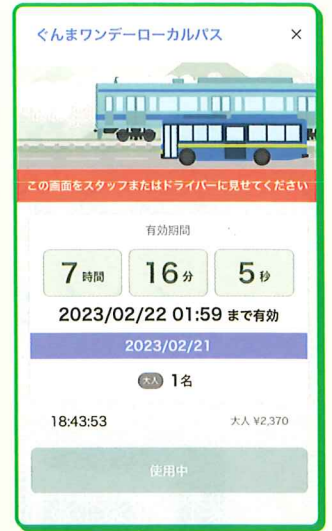 ぐんまワンデーローカルパス ×
この画面をスタッフまたはドライバーに見せてください
有効期間
7時間 16分 5秒
2023/02/22 01:59 まで有効
2023/02/21
大人 1名
18:43:53 大人 ¥2,370
使用中